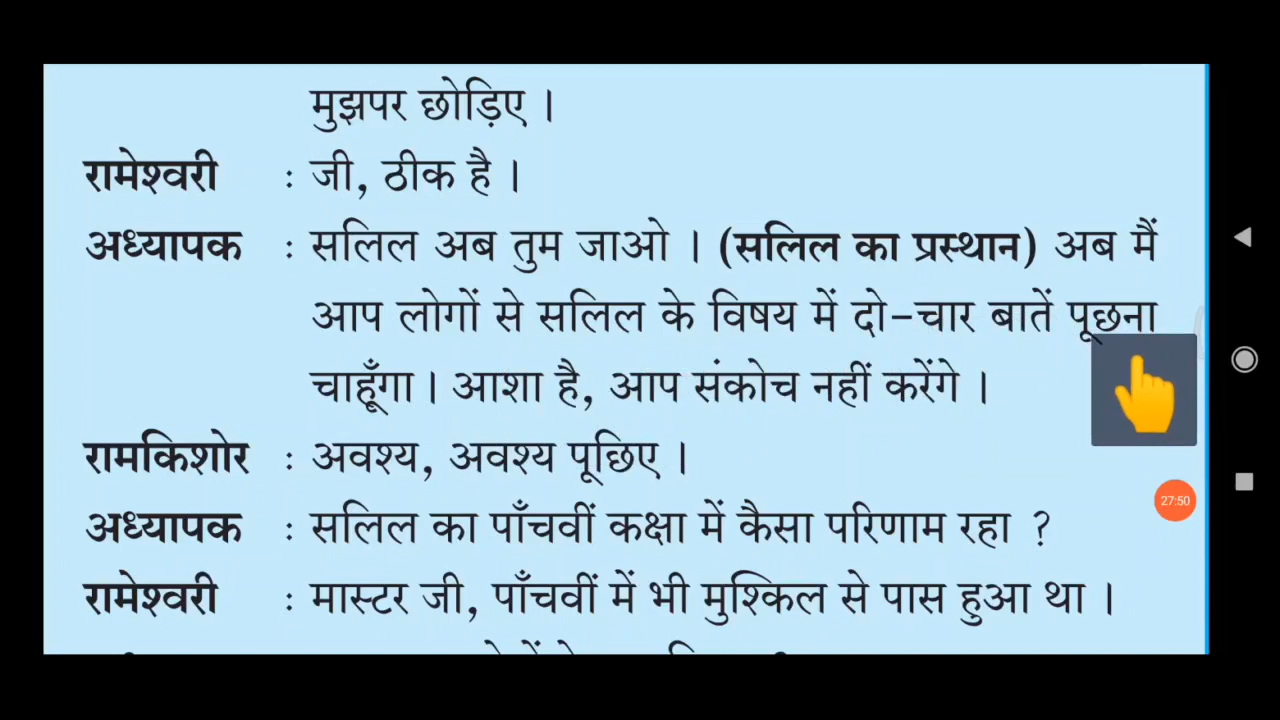 मुझपर छोड़िए ।
रामेश्वरी : जी, ठीक है ।
अध्यापक : सलिल अब तुम जाओ । (सलिल का प्रस्थान) अब मैं
आप लोगों से सलिल के विषय में दो-चार बातें पूछना
चाहूँगा । आशा है, आप संकोच नहीं करेंगे ।
रामकिशोर : अवश्य, अवश्य पूछिए ।
अध्यापक : सलिल का पाँचवीं कक्षा में कैसा परिणाम रहा ?
रामेश्वरी : मास्टर जी, पाँचवीं में भी मुश्किल से पास हुआ था ।
27:50